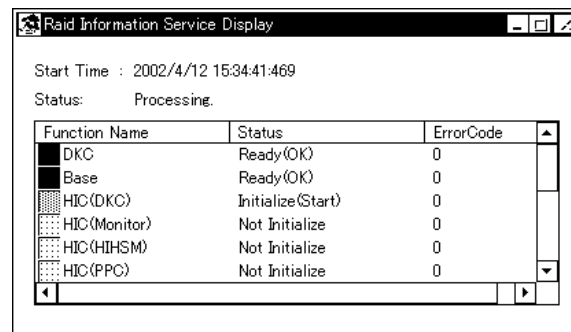 Raid Information Service Display
Start Time : 2002/4/12 15:34:41:469
Status: Processing.
Function Name Status ErrorCode
DKC Ready(OK) 0
Base Ready(OK) 0
HIC(DKC) Initialize(Start) 0
HIC(Monitor) Not Initialize 0
HIC(HIHSM) Not Initialize 0
HIC(PPC) Not Initialize 0